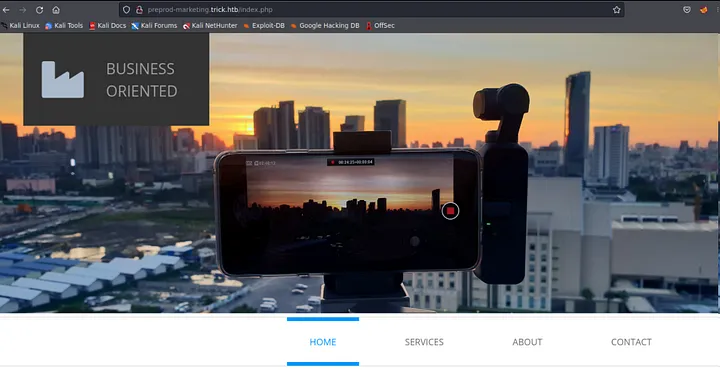 preprod-marketing.trick.htb/index.php
Kali Linux Kali Tools Kali Docs Kali Forums Kali NetHunter Exploit-DB Google Hacking DB OffSec
BUSINESS
ORIENTED
HOME SERVICES ABOUT CONTACT